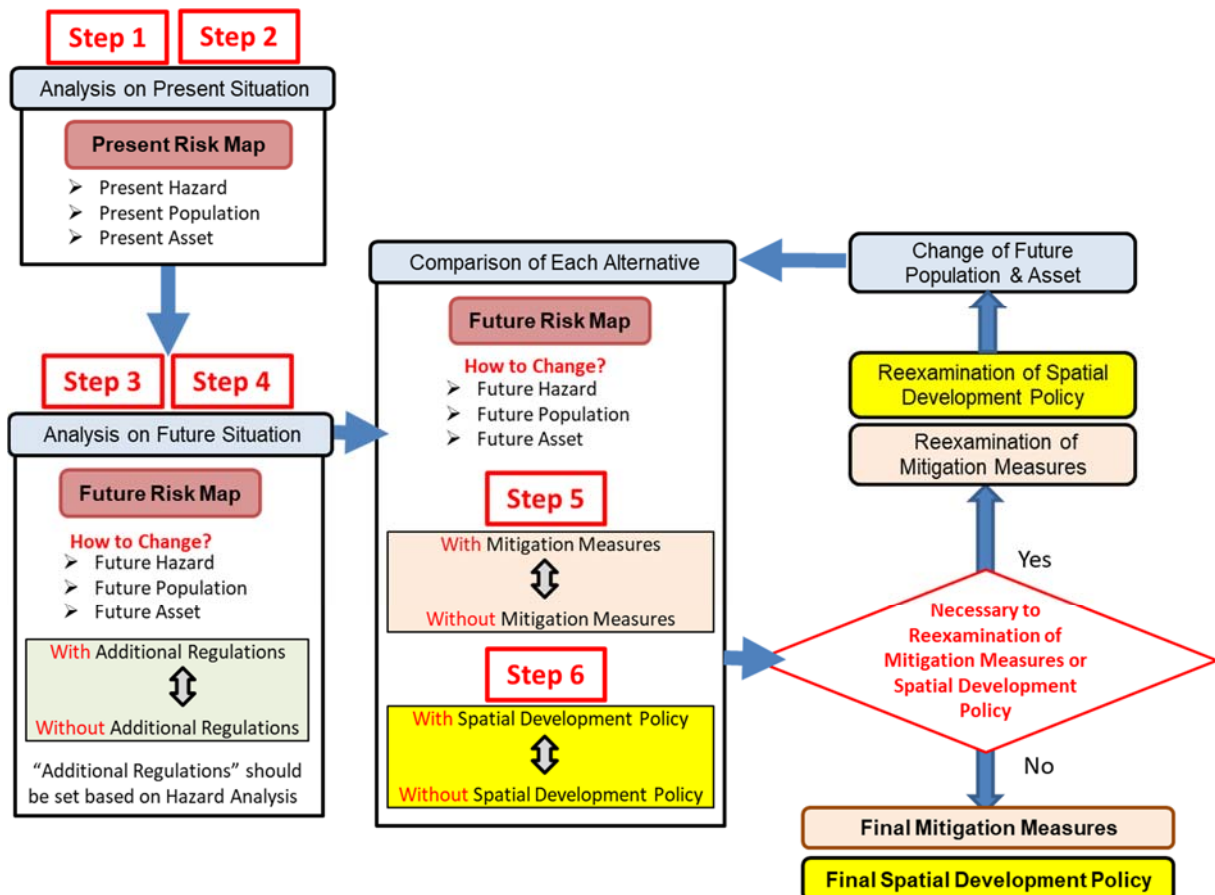 Step 1
Step 2
Analysis on Present Situation
Present Risk Map
➢ Present Hazard
➢ Present Population
➢ Present Asset
Step 3
Step 4
Analysis on Future Situation
Future Risk Map
How to Change?
➢ Future Hazard
➢ Future Population
➢ Future Asset
With Additional Regulations
Without Additional Regulations
“Additional Regulations” should
be set based on Hazard Analysis
Comparison of Each Alternative
Future Risk Map
How to Change?
➢ Future Hazard
➢ Future Population
➢ Future Asset
Step 5
With Mitigation Measures
Without Mitigation Measures
Step 6
With Spatial Development Policy
Without Spatial Development Policy
Change of Future
Population & Asset
Reexamination of Spatial
Development Policy
Reexamination of
Mitigation Measures
Yes
Necessary to
Reexamination of
Mitigation Measures or
Spatial Development
Policy
No
Final Mitigation Measures
Final Spatial Development Policy